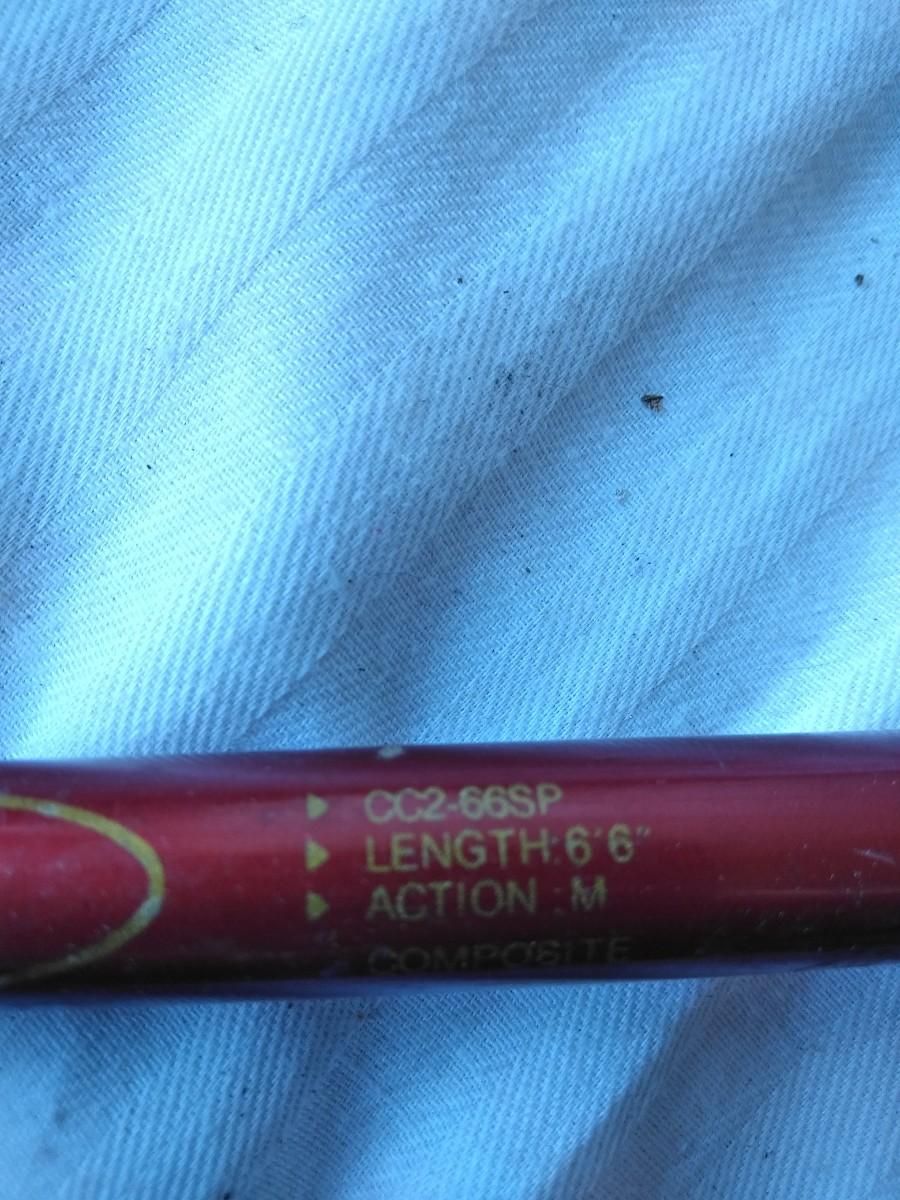 CC2-66SP
LENGTH:6'6"
ACTION :M
COMPOSITE